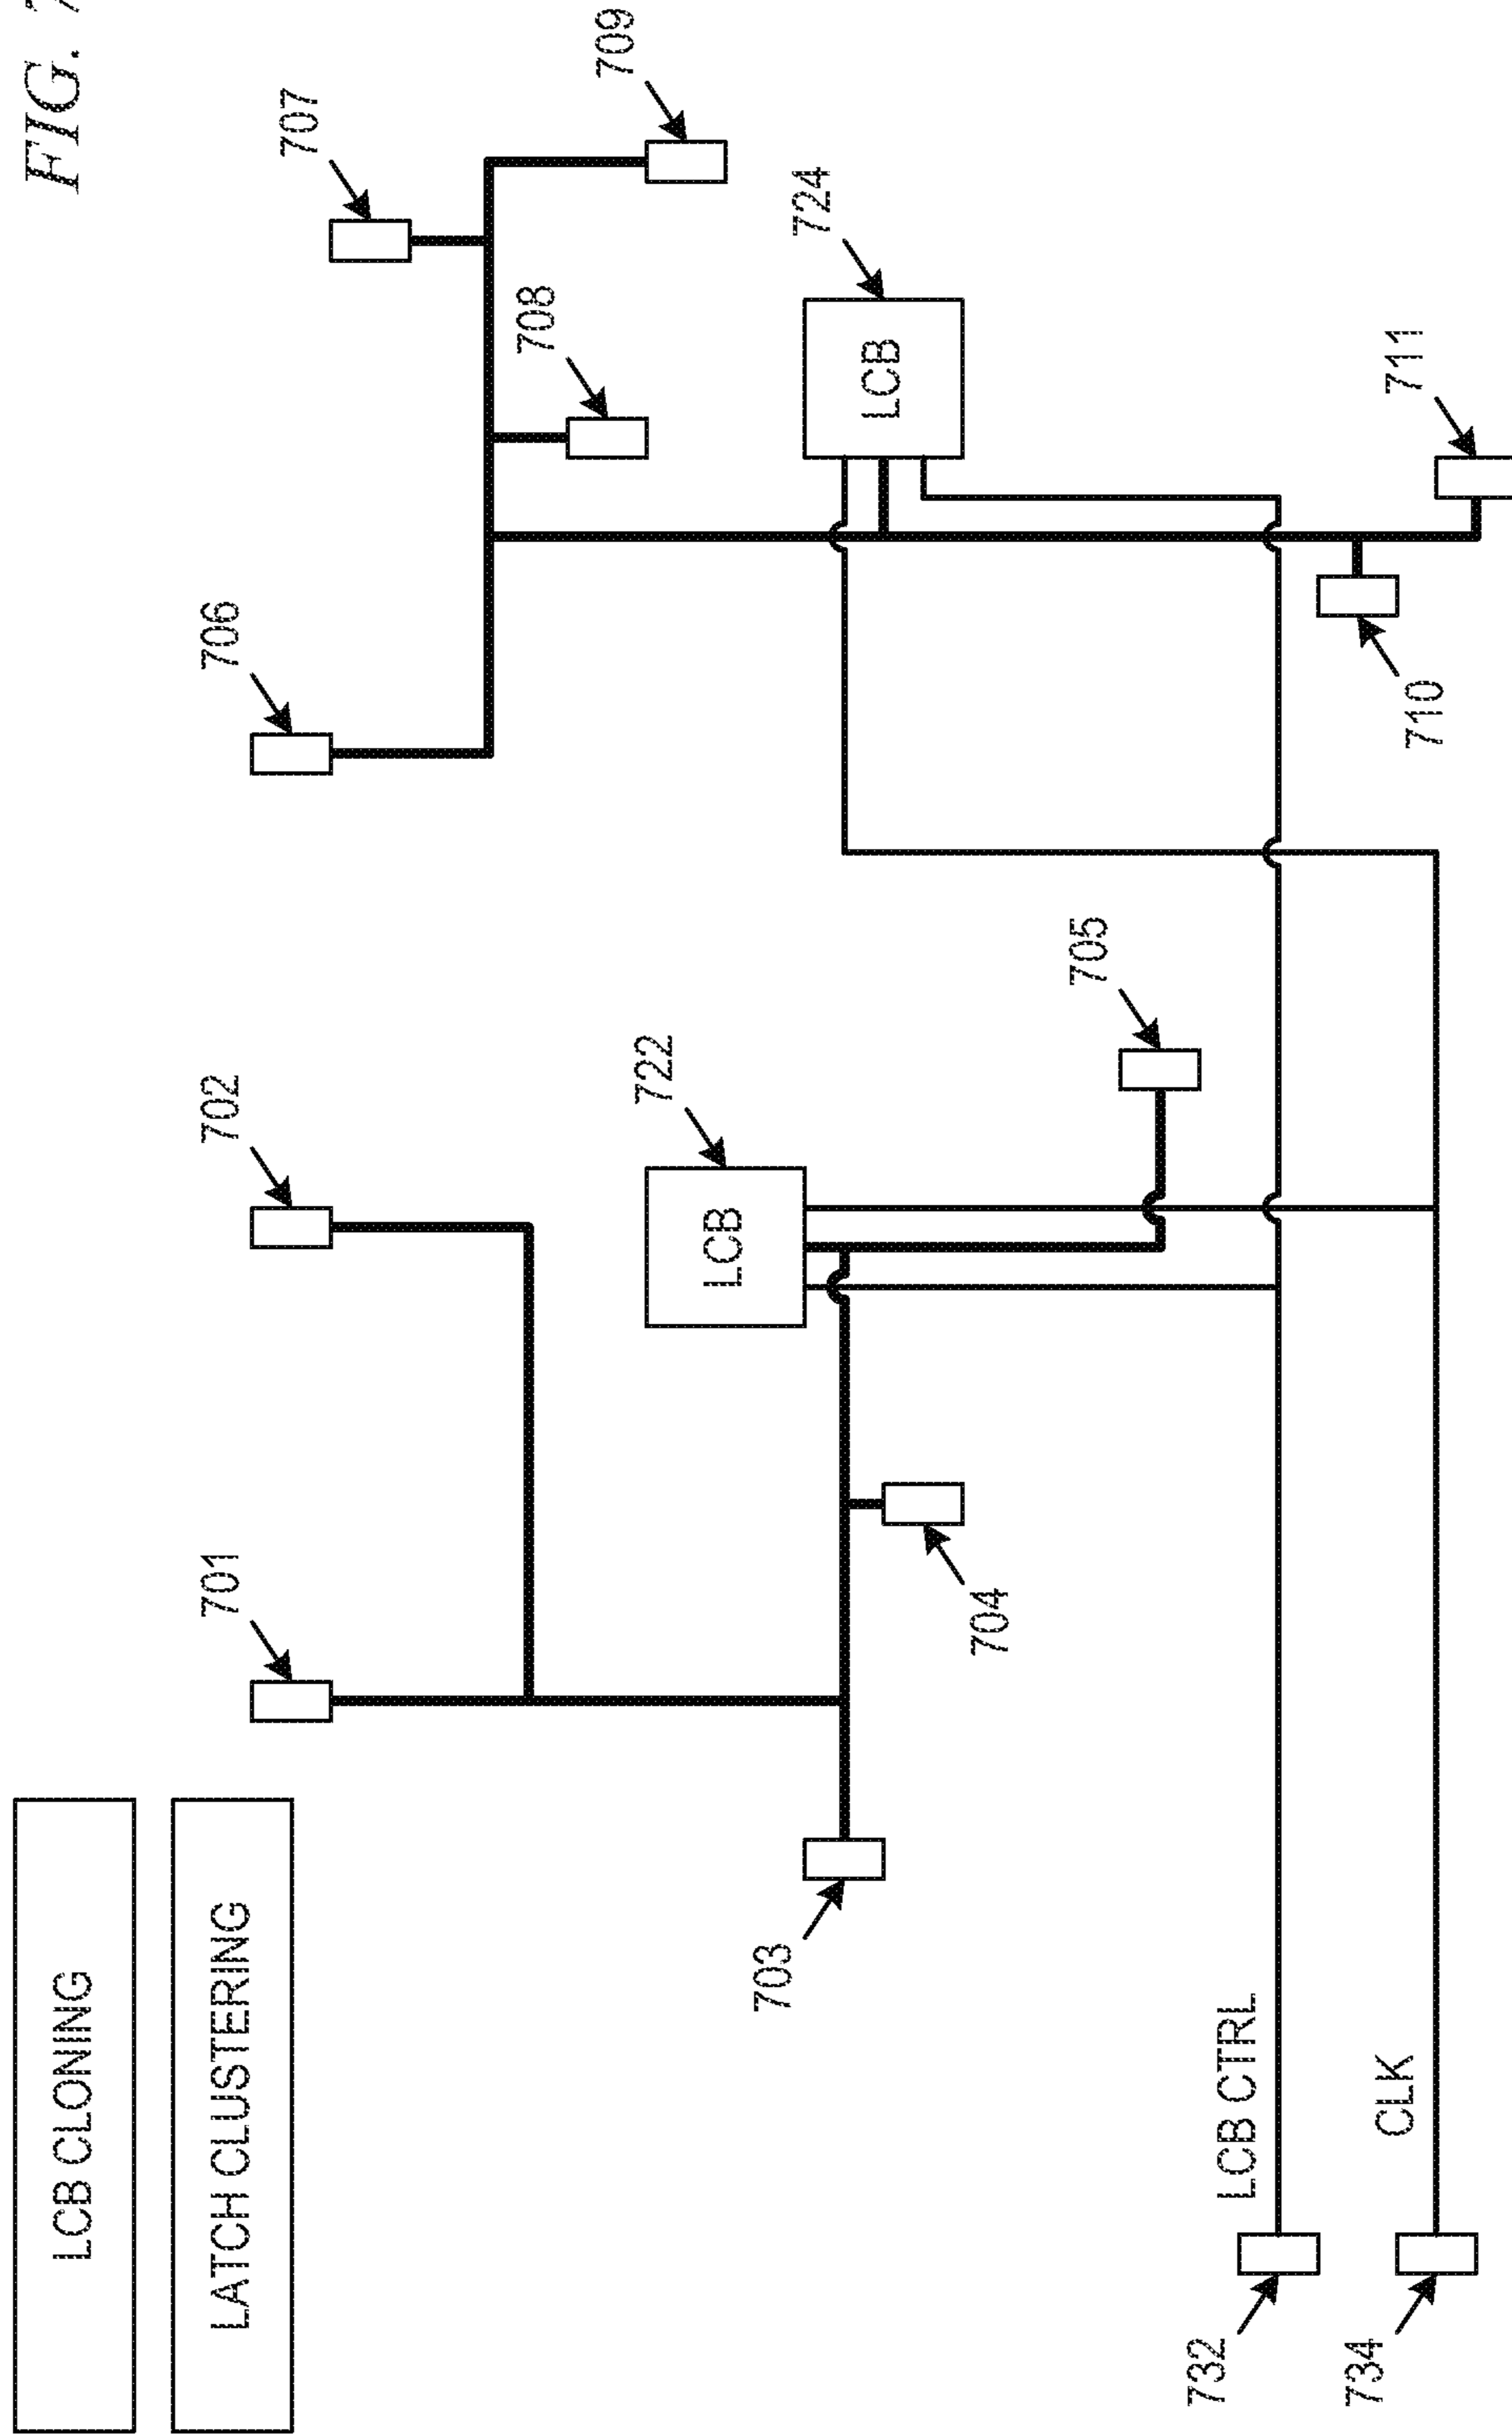 FIG. 7
LCB CLONING
LATCH CLUSTERING
701
702
706
707
708
709
703
704
LCB
722
705
LCB
724
710
711
732
LCB CTRL
734
CLK